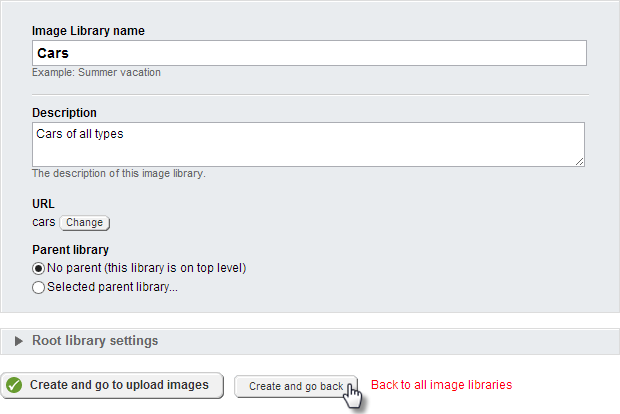 Image Library name
Cars
Example: Summer vacation
Description
Cars of all types
The description of this image library.
URL
cars Change
Parent library
No parent (this library is on top level)
Selected parent library...
Root library settings
Create and go to upload images Create and go back Back to all image libraries